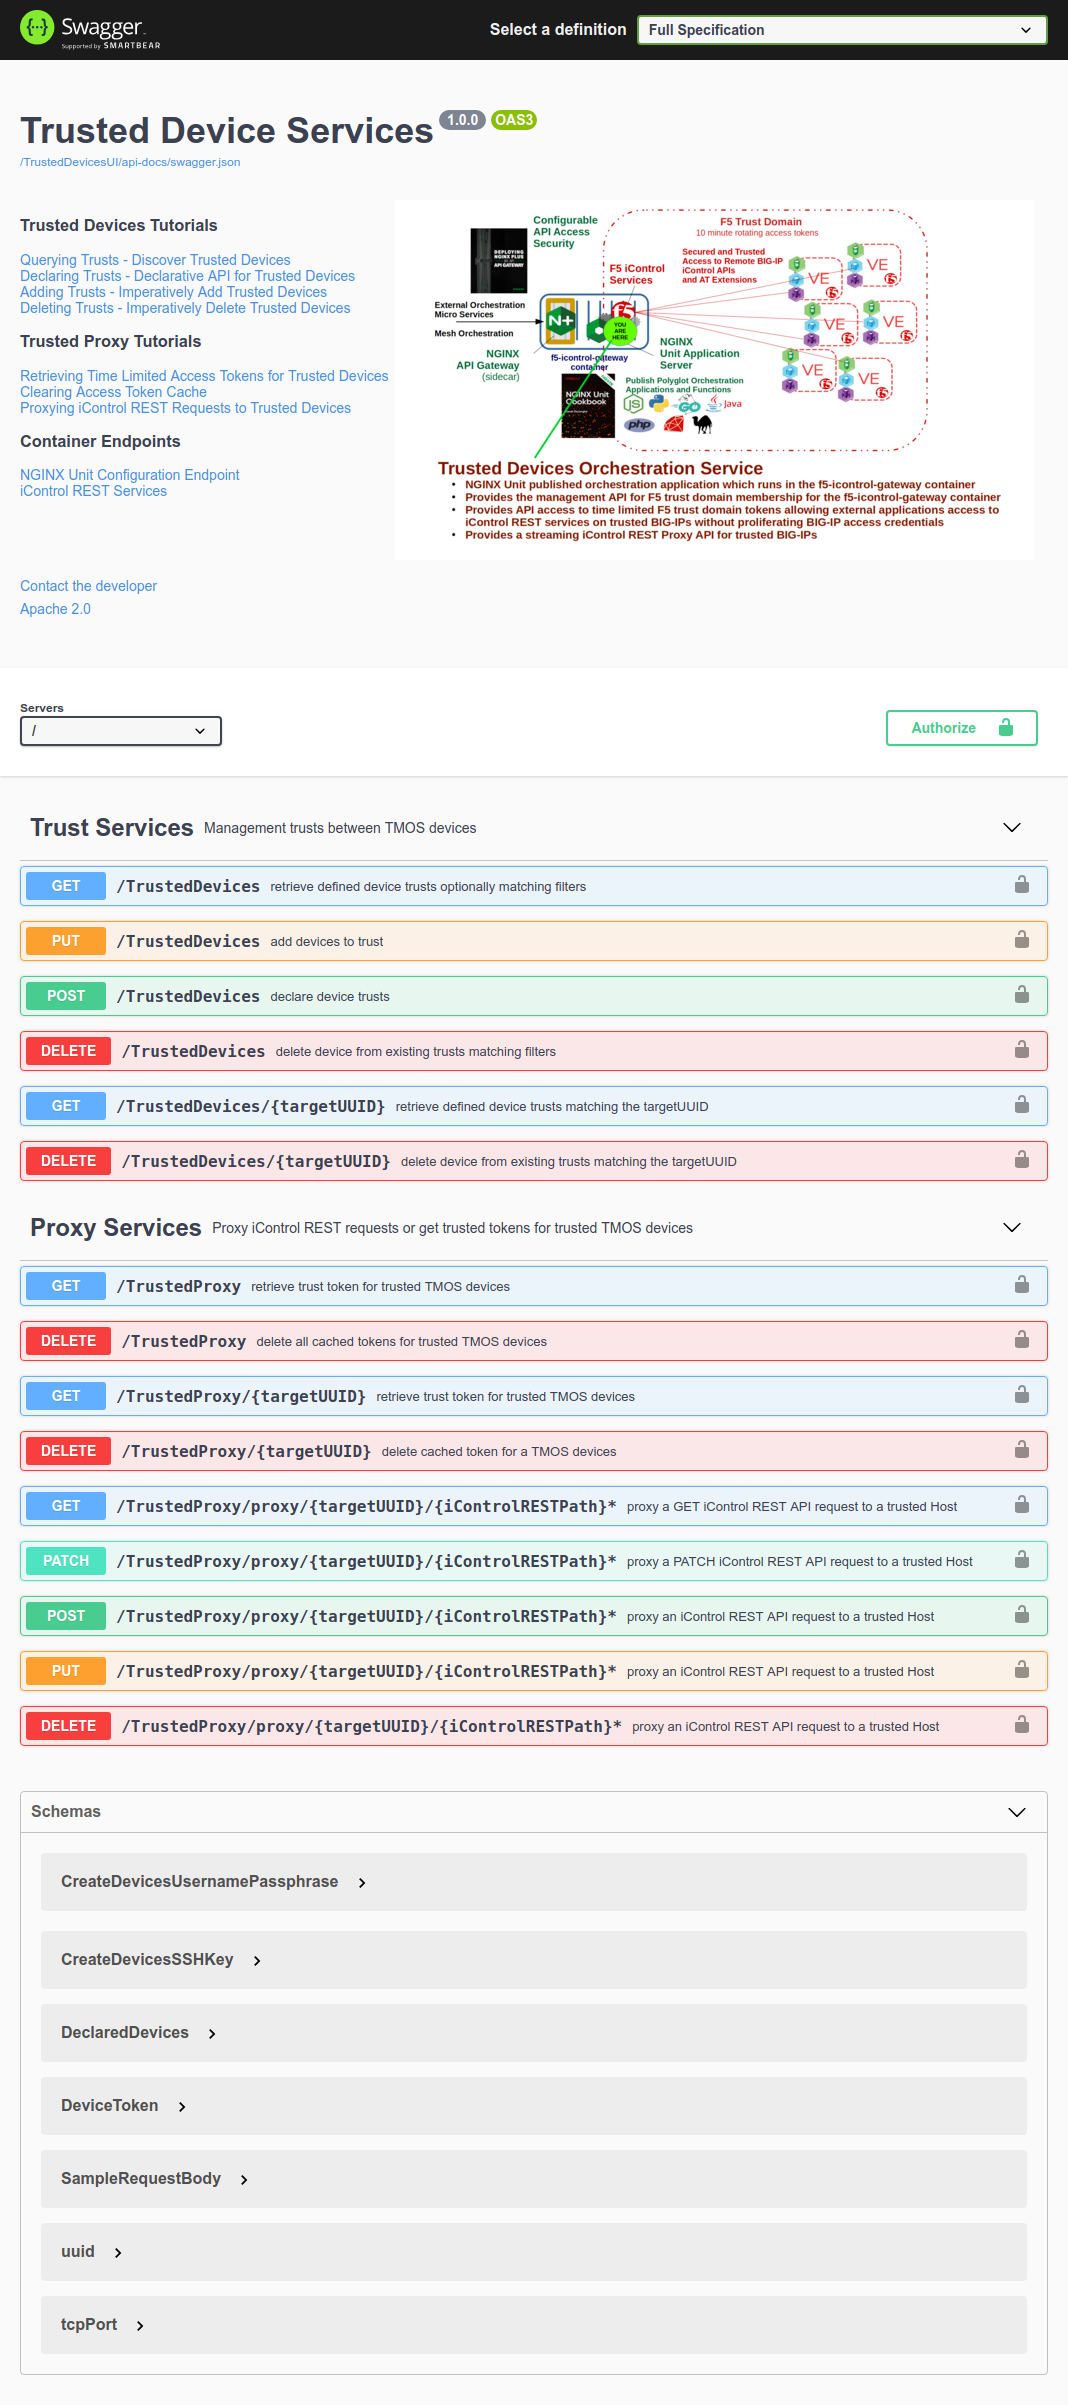 Swagger
Supported by SMARTBEAR
Select a definition
Full Specification
Trusted Device Services 1.0.0 OAS3
/TrustedDevicesUI/api-docs/swagger.json
Trusted Devices Tutorials
Querying Trusts - Discover Trusted Devices
Declaring Trusts - Declarative API for Trusted Devices
Adding Trusts - Imperatively Add Trusted Devices
Deleting Trusts - Imperatively Delete Trusted Devices
Trusted Proxy Tutorials
Retrieving Time Limited Access Tokens for Trusted Devices
Clearing Access Token Cache
Proxying iControl REST Requests to Trusted Devices
Container Endpoints
NGINX Unit Configuration Endpoint
iControl REST Services
Configurable
API Access
Security
DEPLOYING
NGINX PLUS
AS AN
API GATEWAY
F5 Trust Domain
10 minute rotating access tokens
Secured and Trusted
Access to Remote BIG-IP
iControl APIs
and AT Extensions
F5 iControl
Services
External Orchestration
Micro Services
Mesh Orchestration
N+
f5
YOU
ARE
HERE
NGINX
API Gateway
(sidecar)
f5-icontrol-gateway
container
NGINX
Unit Application
Server
NGINX Unit
Cookbook
Publish Polyglot Orchestration
Applications and Functions
JS
GO
Java
php
VE
f5
VE
f5
VE
f5
VE
f5
VE
f5
VE
f5
Trusted Devices Orchestration Service
• NGINX Unit published orchestration application which runs in the f5-icontrol-gateway container
• Provides the management API for F5 trust domain membership for the f5-icontrol-gateway container
• Provides API access to time limited F5 trust domain tokens allowing external applications access to
iControl REST services on trusted BIG-IPs without proliferating BIG-IP access credentials
• Provides a streaming iControl REST Proxy API for trusted BIG-IPs
Contact the developer
Apache 2.0
Servers
/
Authorize
Trust Services Management trusts between TMOS devices
GET /TrustedDevices retrieve defined device trusts optionally matching filters
PUT /TrustedDevices add devices to trust
POST /TrustedDevices declare device trusts
DELETE /TrustedDevices delete device from existing trusts matching filters
GET /TrustedDevices/{targetUUID} retrieve defined device trusts matching the targetUUID
DELETE /TrustedDevices/{targetUUID} delete device from existing trusts matching the targetUUID
Proxy Services Proxy iControl REST requests or get trusted tokens for trusted TMOS devices
GET /TrustedProxy retrieve trust token for trusted TMOS devices
DELETE /TrustedProxy delete all cached tokens for trusted TMOS devices
GET /TrustedProxy/{targetUUID} retrieve trust token for trusted TMOS devices
DELETE /TrustedProxy/{targetUUID} delete cached token for a TMOS devices
GET /TrustedProxy/proxy/{targetUUID}/{iControlRESTPath}* proxy a GET iControl REST API request to a trusted Host
PATCH /TrustedProxy/proxy/{targetUUID}/{iControlRESTPath}* proxy a PATCH iControl REST API request to a trusted Host
POST /TrustedProxy/proxy/{targetUUID}/{iControlRESTPath}* proxy an iControl REST API request to a trusted Host
PUT /TrustedProxy/proxy/{targetUUID}/{iControlRESTPath}* proxy an iControl REST API request to a trusted Host
DELETE /TrustedProxy/proxy/{targetUUID}/{iControlRESTPath}* proxy an iControl REST API request to a trusted Host
Schemas
CreateDevicesUsernamePassphrase
CreateDevicesSSHKey
DeclaredDevices
DeviceToken
SampleRequestBody
uuid
tcpPort